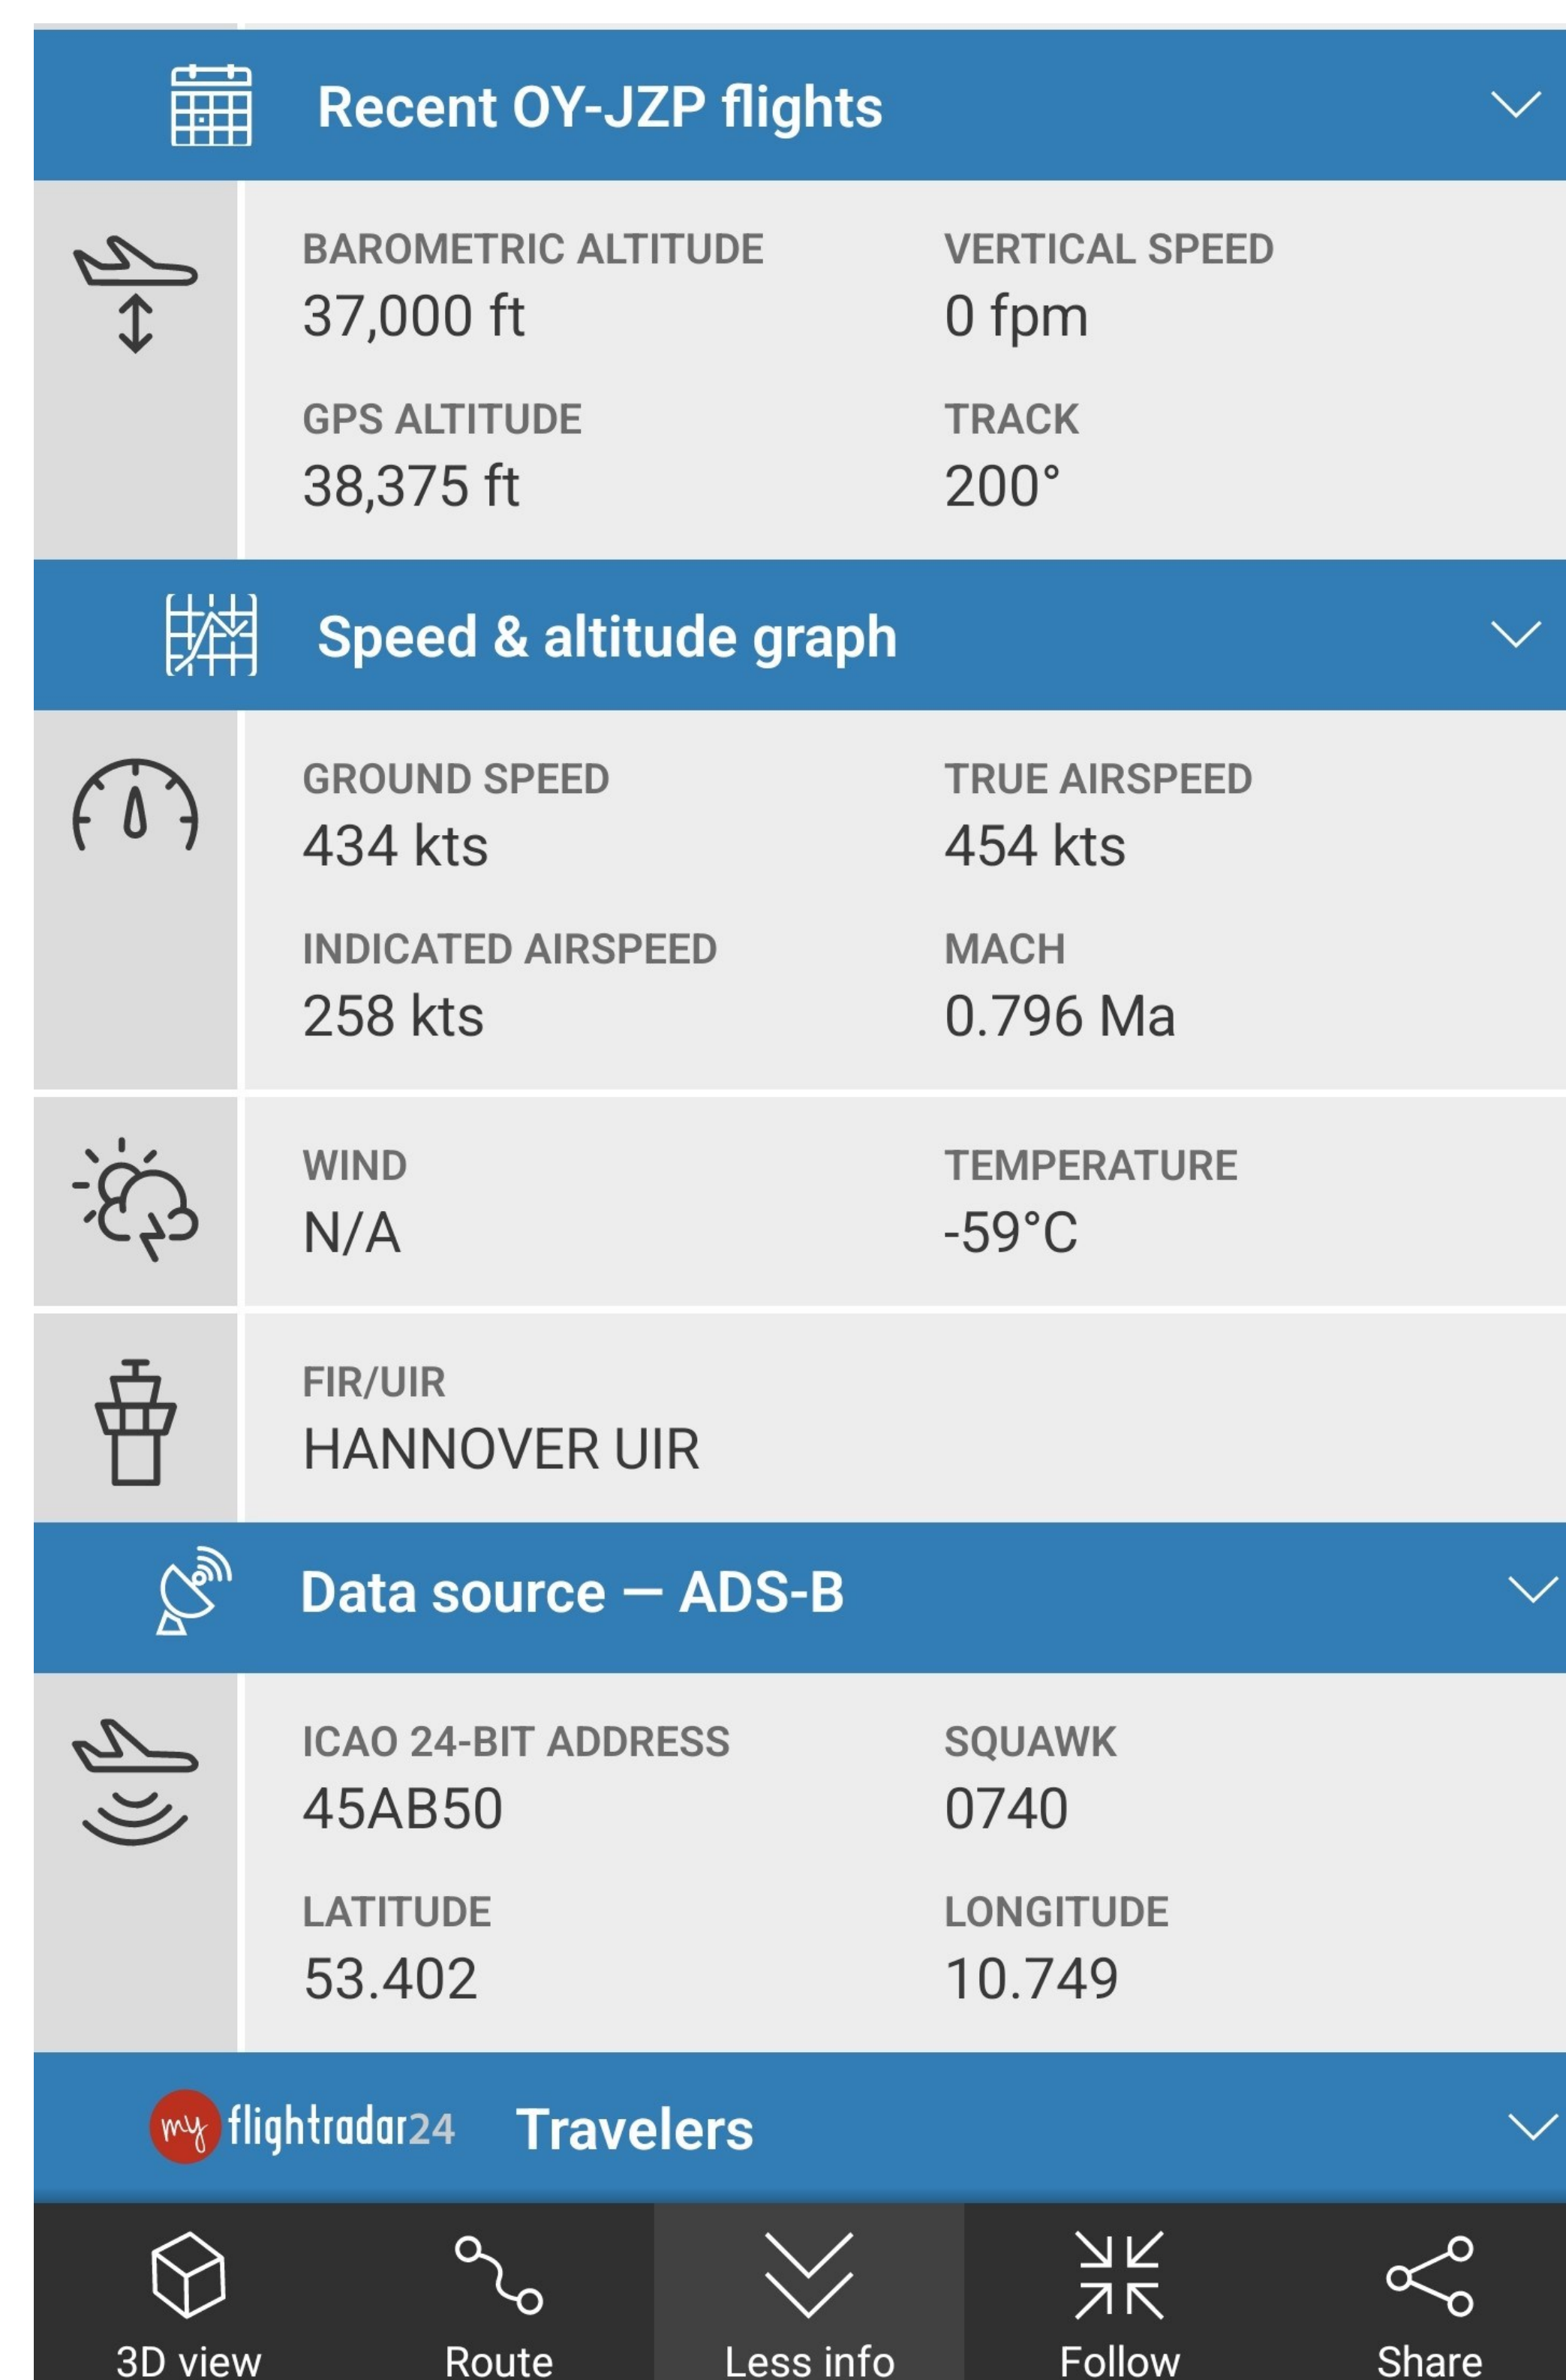 Recent OY-JZP flights
BAROMETRIC ALTITUDE VERTICAL SPEED
37,000 ft 0 fpm
GPS ALTITUDE TRACK
38,375 ft 200°
Speed & altitude graph
GROUND SPEED TRUE AIRSPEED
434 kts 454 kts
INDICATED AIRSPEED MACH
258 kts 0.796 Ma
WIND TEMPERATURE
N/A -59°C
FIR/UIR
HANNOVER UIR
Data source — ADS-B
ICAO 24-BIT ADDRESS SQUAWK
45AB50 0740
LATITUDE LONGITUDE
53.402 10.749
my flightradar24 Travelers
3D view Route Less info Follow Share